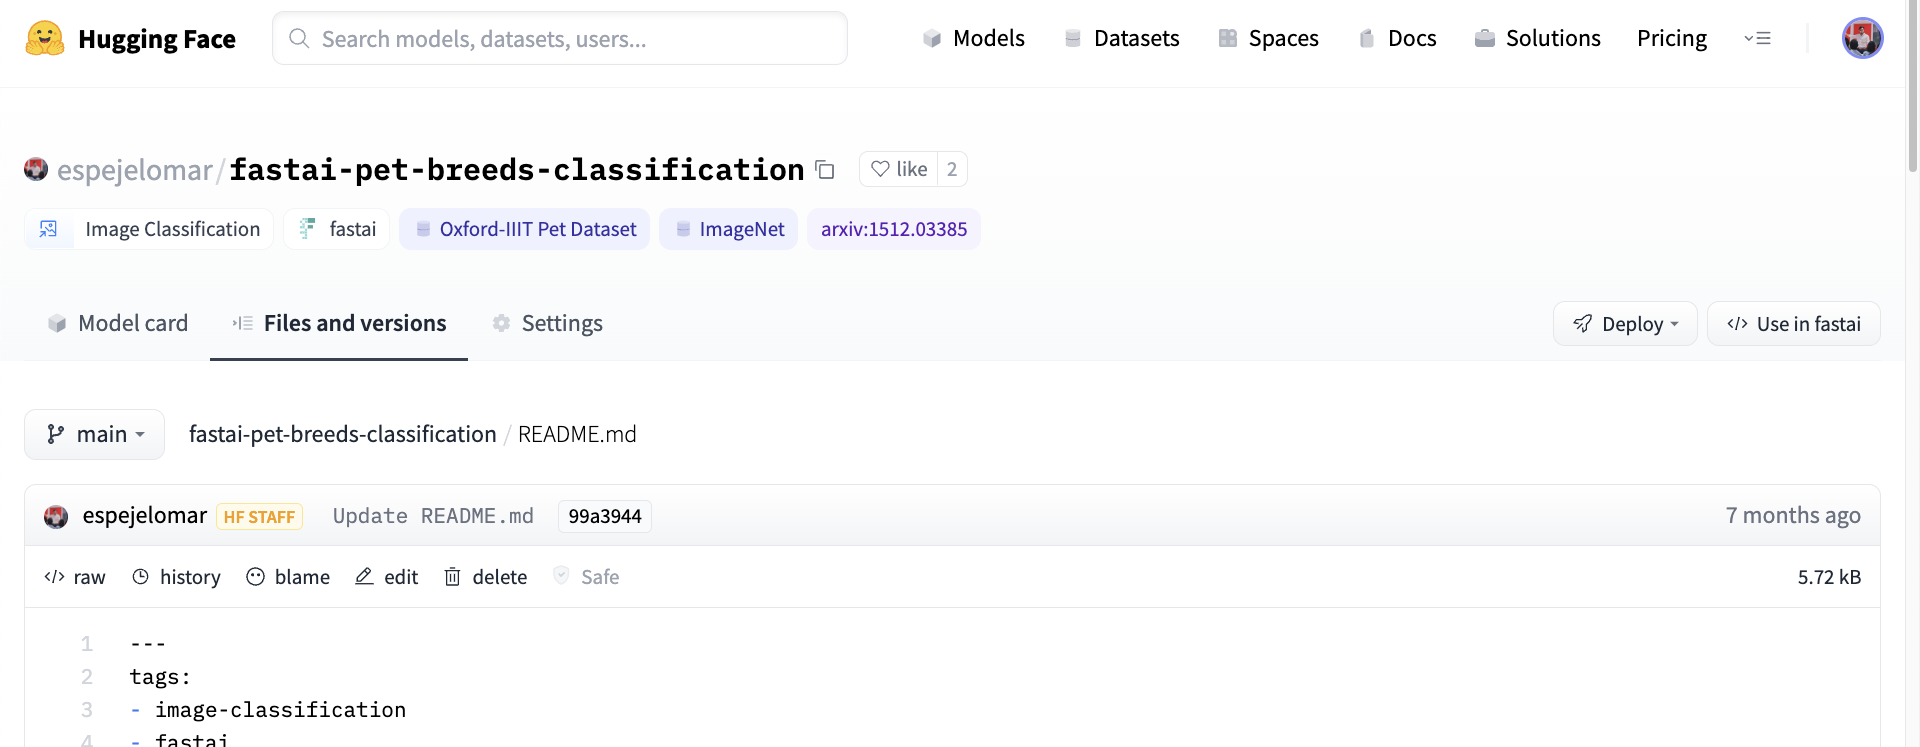 Hugging Face
Search models, datasets, users...
Models
Datasets
Spaces
Docs
Solutions
Pricing
espejelomar/fastai-pet-breeds-classification
like 2
Image Classification
fastai
Oxford-IIIT Pet Dataset
ImageNet
arxiv:1512.03385
Model card
Files and versions
Settings
Deploy
</> Use in fastai
main
fastai-pet-breeds-classification / README.md
espejelomar HF STAFF Update README.md 99a3944 7 months ago
</> raw history blame edit delete Safe 5.72 kB
1 ---
2 tags:
3 - image-classification
4 - fastai